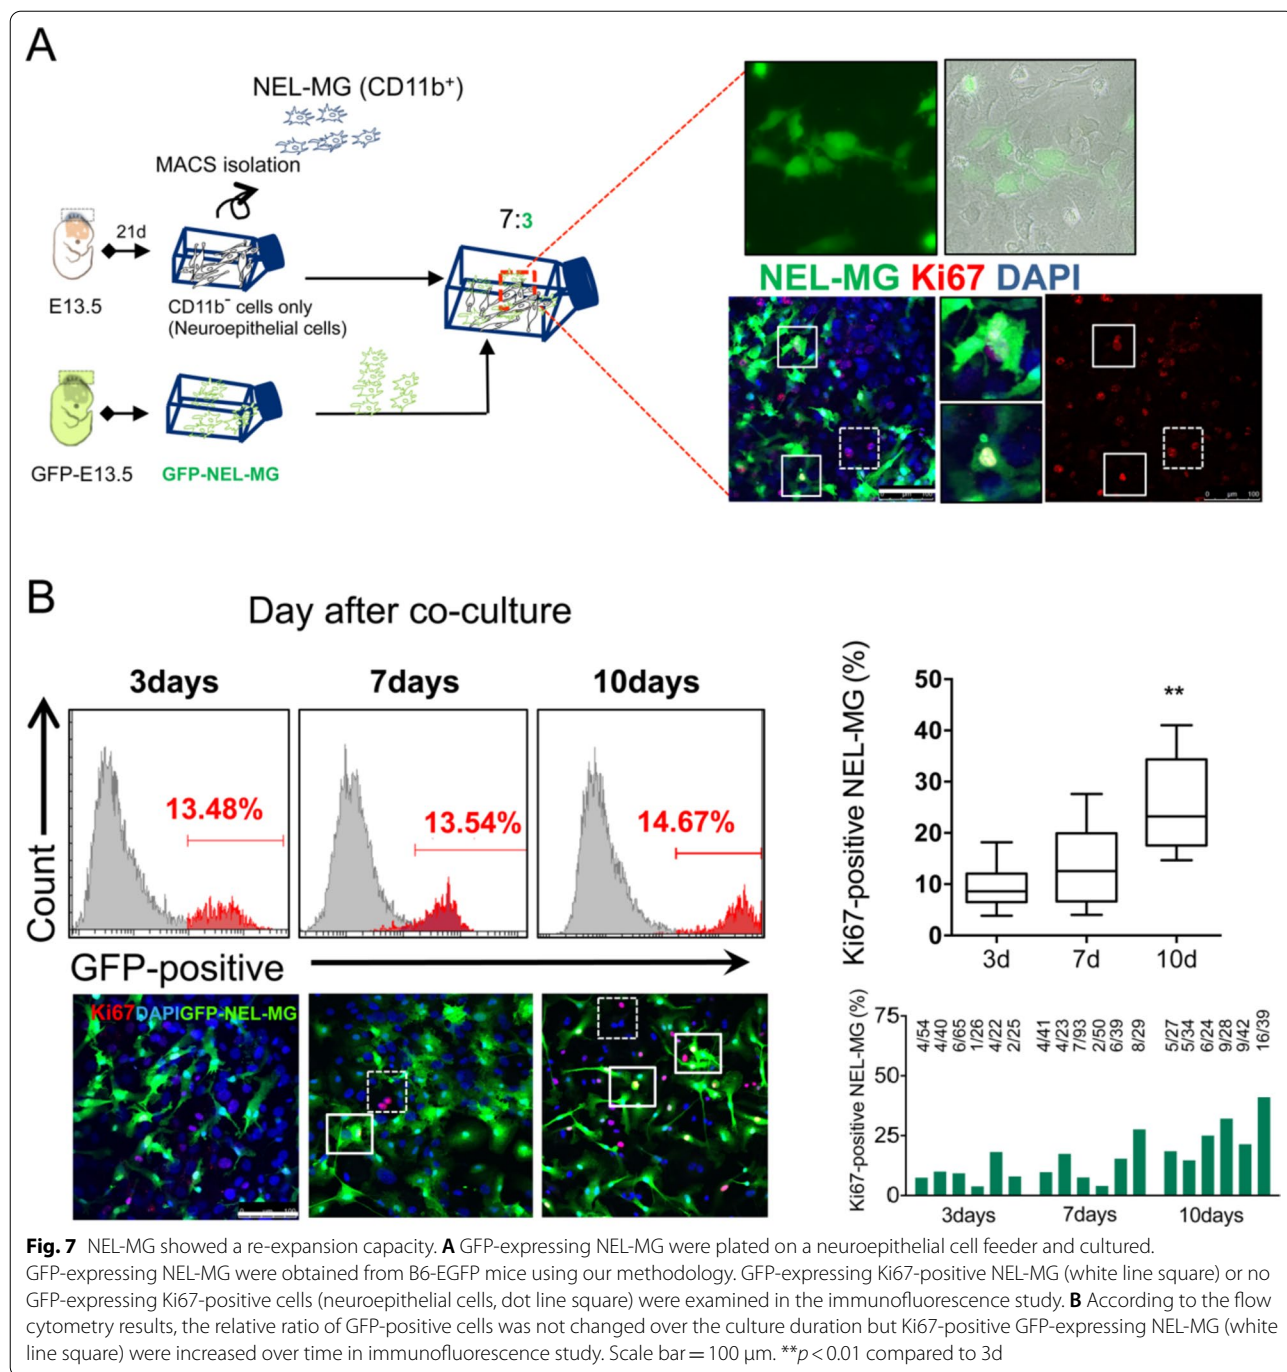 A
NEL-MG (CD11b⁺)
MACS isolation
21d
E13.5
CD11b⁻ cells only
(Neuroepithelial cells)
7:3
GFP-E13.5
GFP-NEL-MG
NEL-MG Ki67 DAPI
0 µm 100
0 µm 100
B
Day after co-culture
3days
7days
10days
Count
13.48%
13.54%
14.67%
GFP-positive
Ki67DAPIGFP-NEL-MG
0 µm 100
Ki67-positive NEL-MG (%)
50
40
30
20
10
0
**
3d
7d
10d
Ki67-positive NEL-MG (%)
75
50
25
0
4/54
4/40
6/65
1/26
4/22
2/25
4/41
4/23
7/93
2/50
6/39
8/29
5/27
5/34
6/24
9/28
9/42
16/39
3days
7days
10days
Fig. 7 NEL-MG showed a re-expansion capacity. A GFP-expressing NEL-MG were plated on a neuroepithelial cell feeder and cultured.
GFP-expressing NEL-MG were obtained from B6-EGFP mice using our methodology. GFP-expressing Ki67-positive NEL-MG (white line square) or no
GFP-expressing Ki67-positive cells (neuroepithelial cells, dot line square) were examined in the immunofluorescence study. B According to the flow
cytometry results, the relative ratio of GFP-positive cells was not changed over the culture duration but Ki67-positive GFP-expressing NEL-MG (white
line square) were increased over time in immunofluorescence study. Scale bar = 100 µm. **p < 0.01 compared to 3d